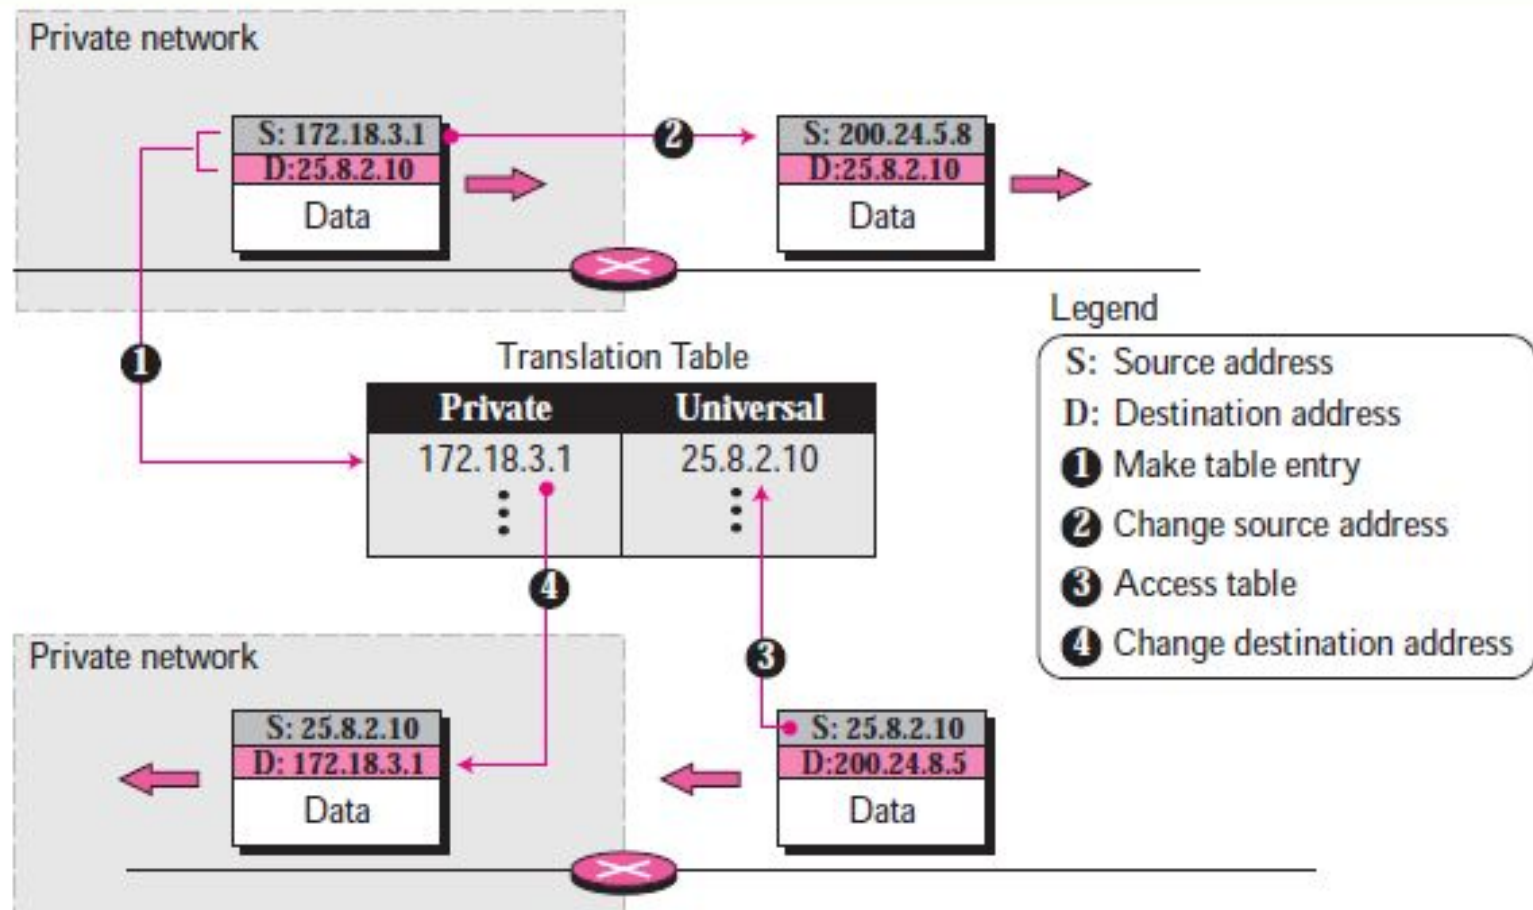 Private network
S: 172.18.3.1
D:25.8.2.10
Data
2
S: 200.24.5.8
D:25.8.2.10
Data
1
Translation Table
Private Universal
172.18.3.1 25.8.2.10
4
3
Legend
S: Source address
D: Destination address
1 Make table entry
2 Change source address
3 Access table
4 Change destination address
Private network
S: 25.8.2.10
D: 172.18.3.1
Data
S: 25.8.2.10
D:200.24.8.5
Data